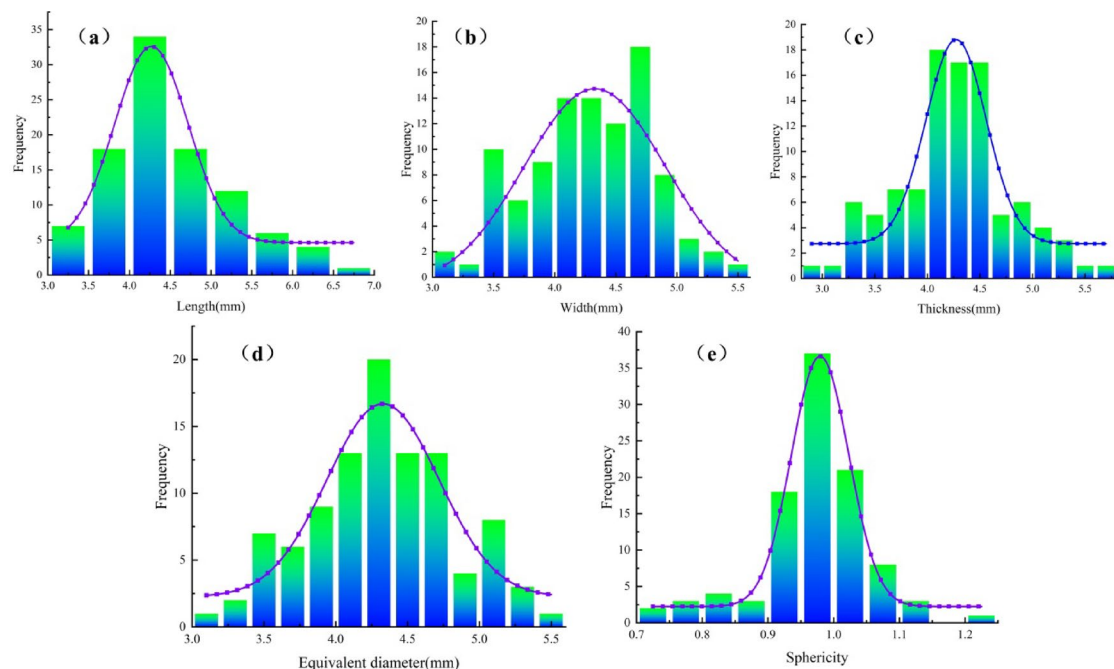 （a）
Frequency
35
30
25
20
15
10
5
0
3.0 3.5 4.0 4.5 5.0 5.5 6.0 6.5 7.0
Length(mm)
（b）
Frequency
20
18
16
14
12
10
8
6
4
2
0
3.0 3.5 4.0 4.5 5.0 5.5
Width(mm)
（c）
Frequency
20
18
16
14
12
10
8
6
4
2
0
3.0 3.5 4.0 4.5 5.0 5.5
Thickness(mm)
（d）
Frequency
20
15
10
5
0
3.0 3.5 4.0 4.5 5.0 5.5
Equivalent diameter(mm)
（e）
Frequency
40
35
30
25
20
15
10
5
0
0.7 0.8 0.9 1.0 1.1 1.2
Sphericity